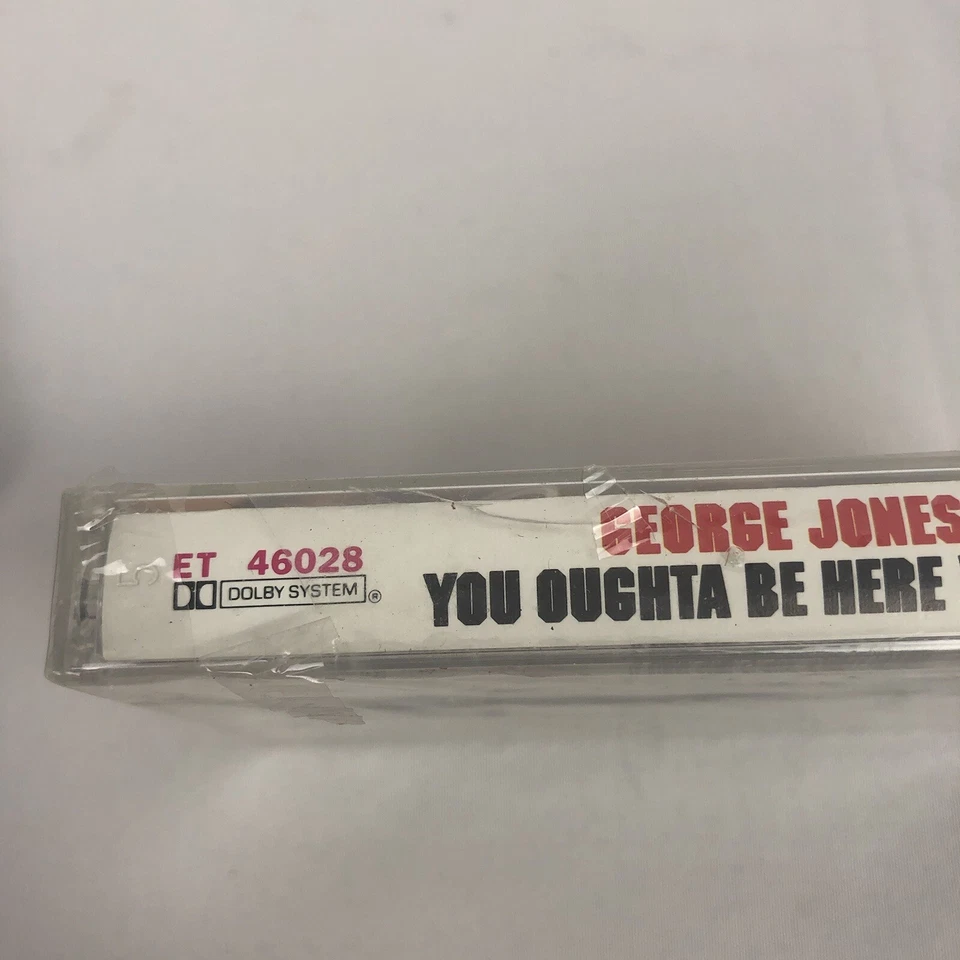 GEORGE JONES
ET 46028
DOLBY SYSTEM ®
YOU OUGHTA BE HERE